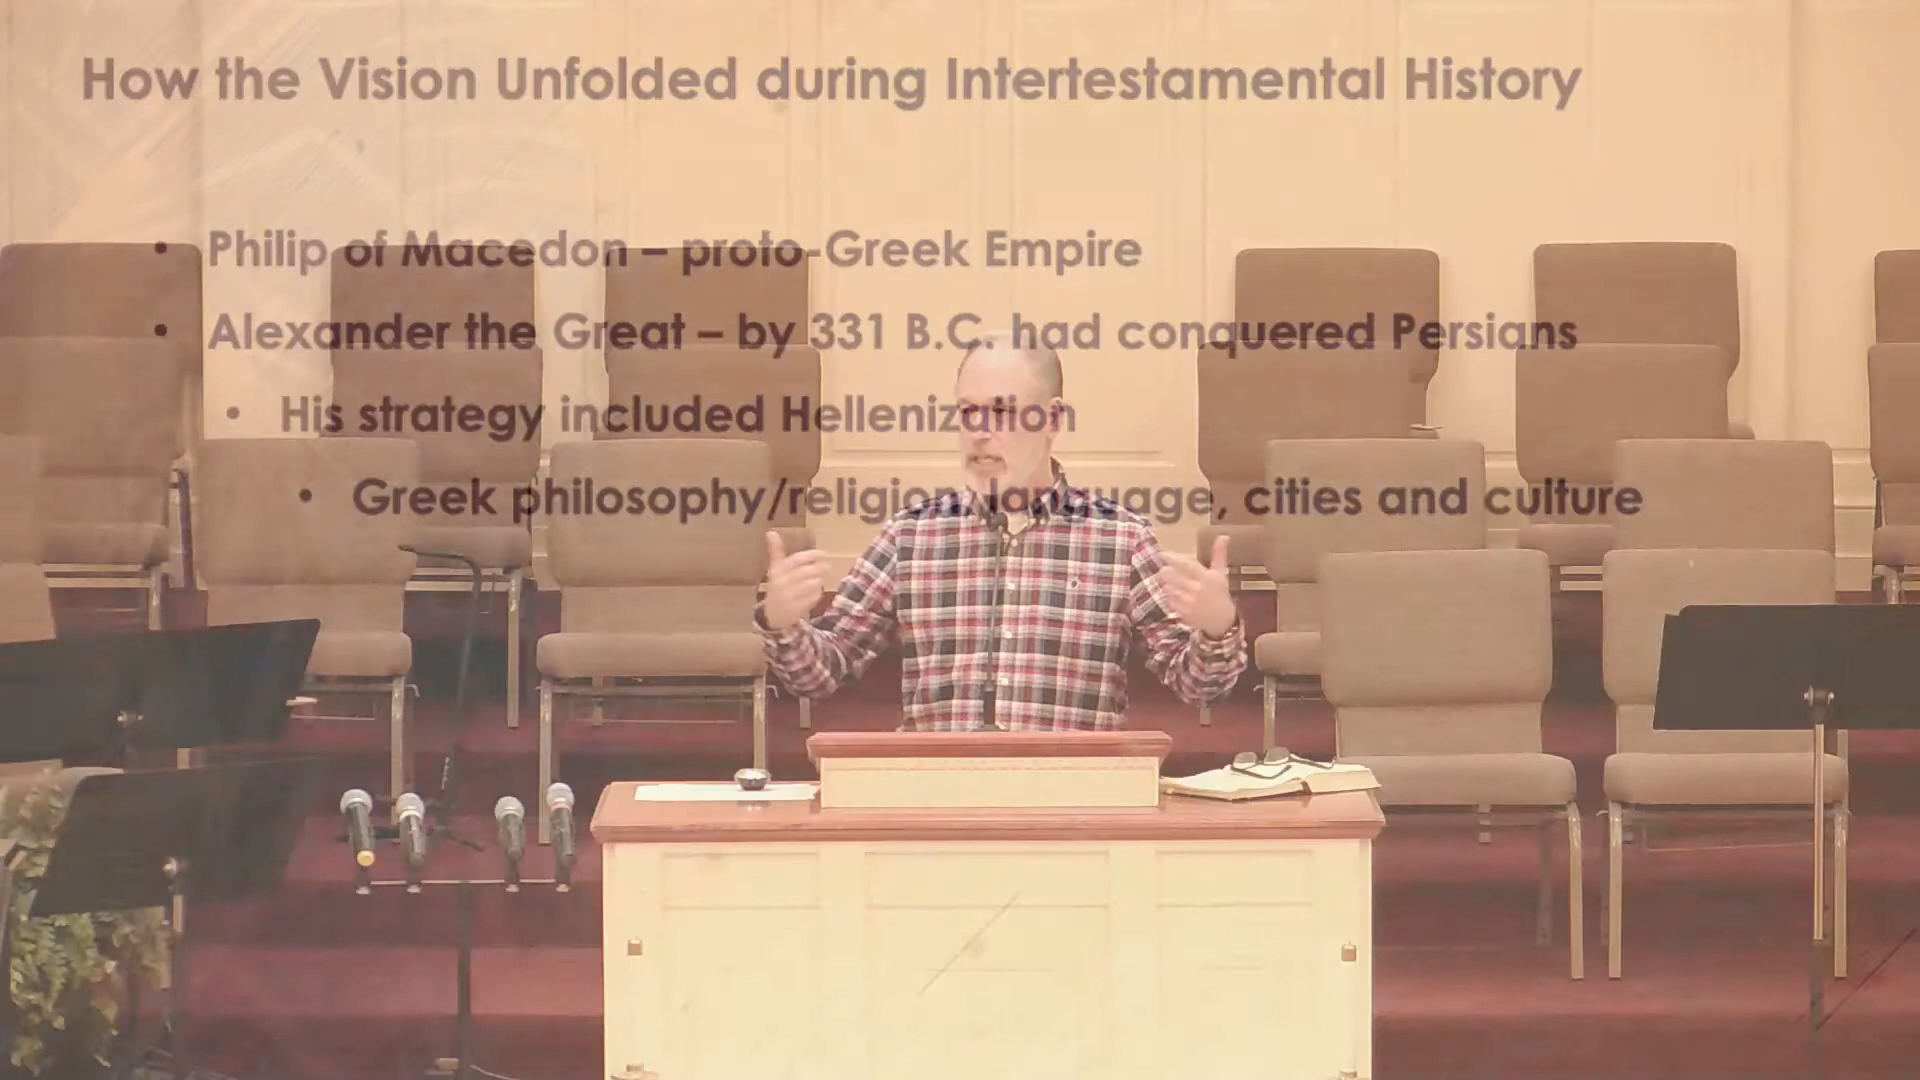 How the Vision Unfolded during Intertestamental History
• Philip of Macedon – proto-Greek Empire
• Alexander the Great – by 331 B.C. had conquered Persians
• His strategy included Hellenization
• Greek philosophy/religion, language, cities and culture